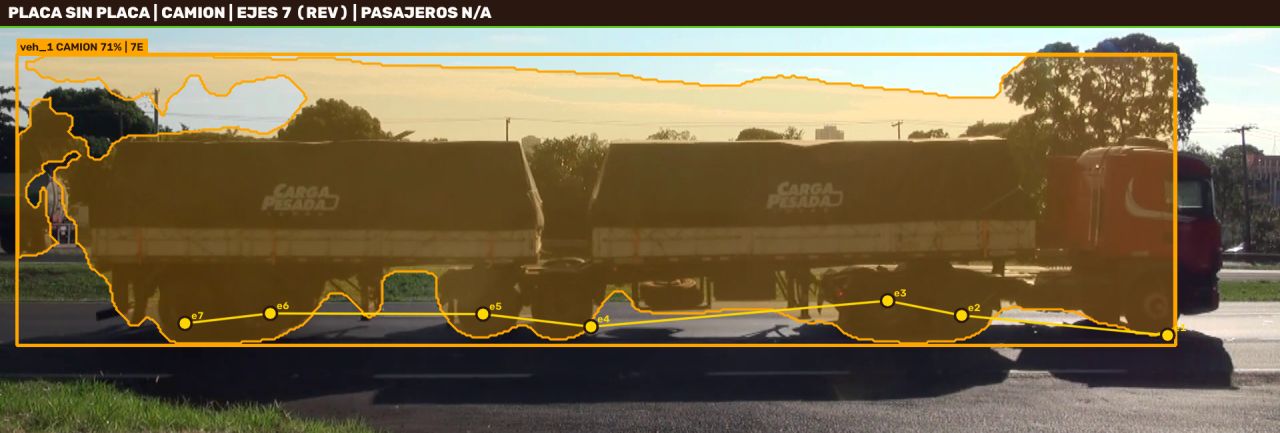 PLACA SIN PLACA | CAMION | EJES 7 (REV) | PASAJEROS N/A
veh_1 CAMION 71% | 7E
CARGA
PESADA
CARGA
PESADA
e7
e6
e5
e4
e3
e2